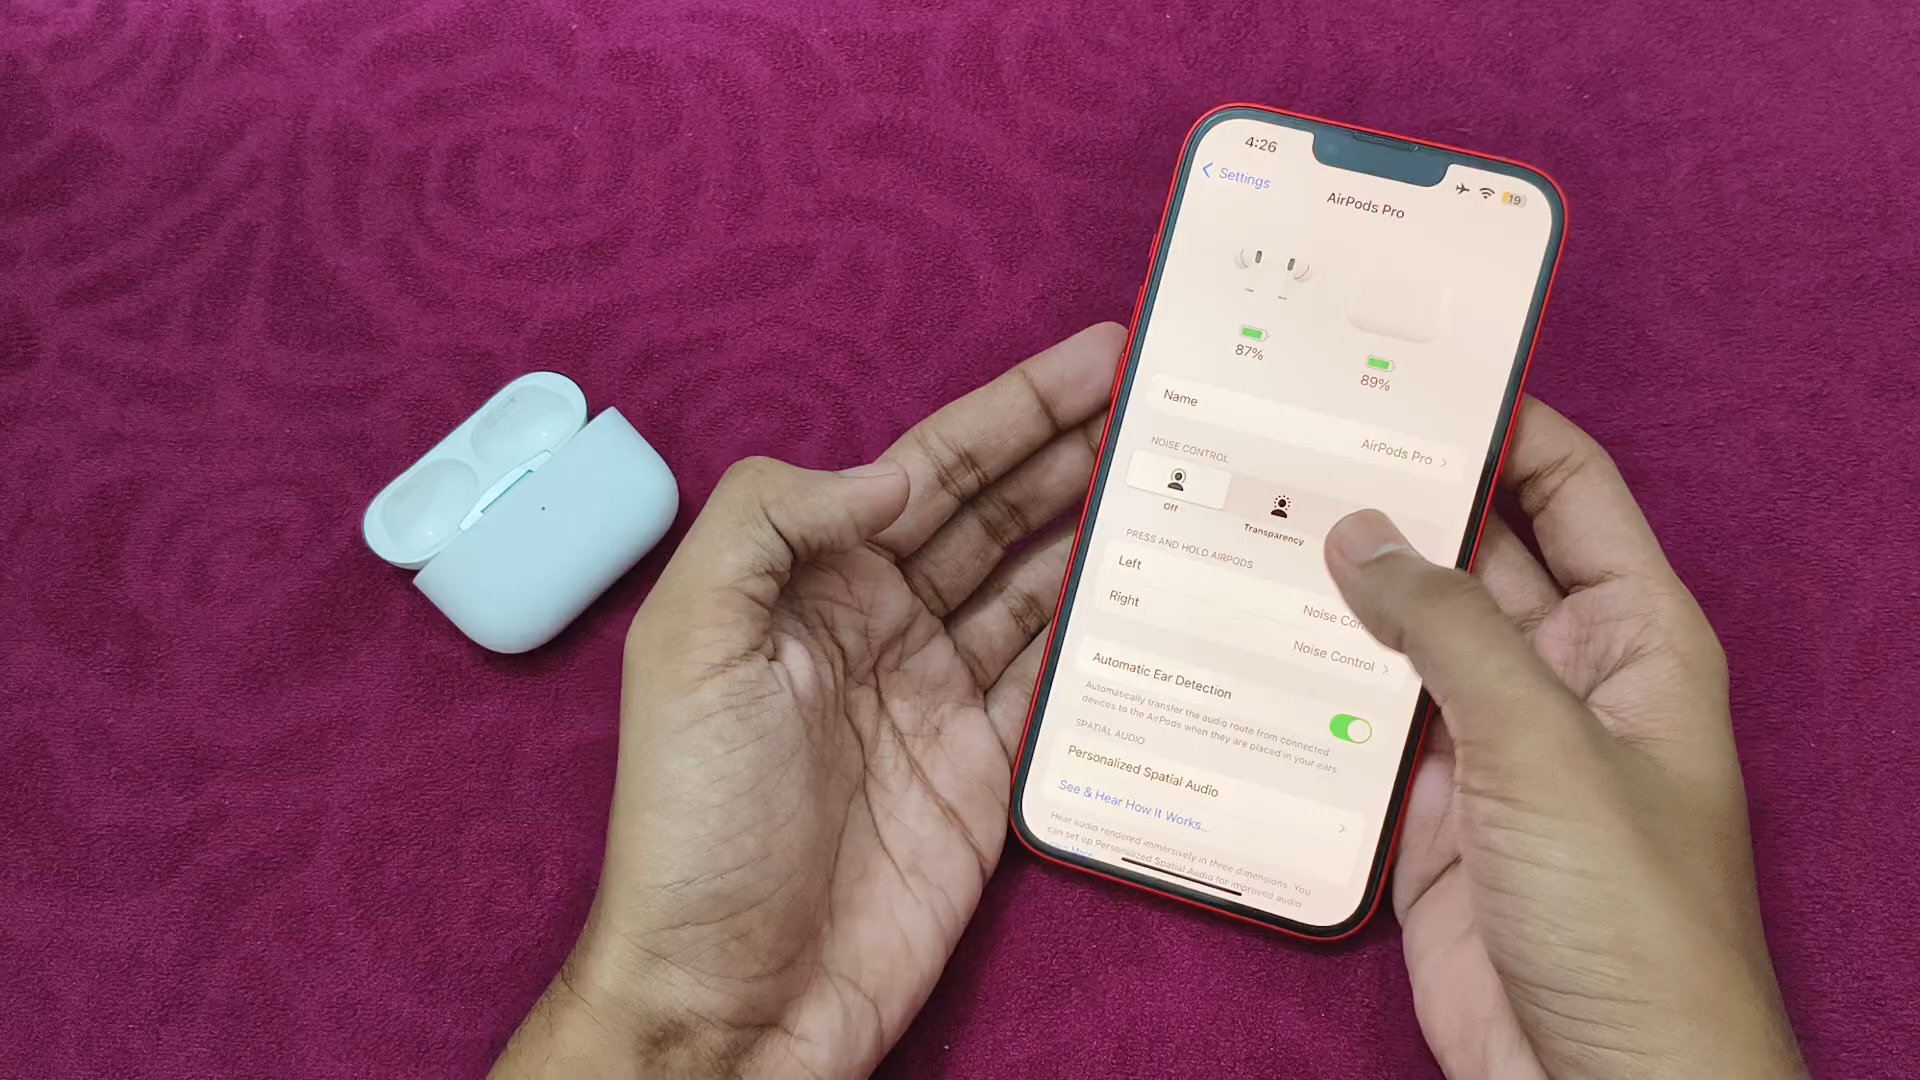 4:26
19
Settings
AirPods Pro
87%
89%
Name
AirPods Pro
NOISE CONTROL
Off
Transparency
PRESS AND HOLD AIRPODS
Left
Noise Con
Right
Noise Control
Automatic Ear Detection
Automatically transfer the audio route from connected
devices to the AirPods when they are placed in your ears.
SPATIAL AUDIO
Personalized Spatial Audio
See & Hear How It Works...
Hear audio rendered immersively in three dimensions. You
can set up Personalized Spatial Audio for improved audio